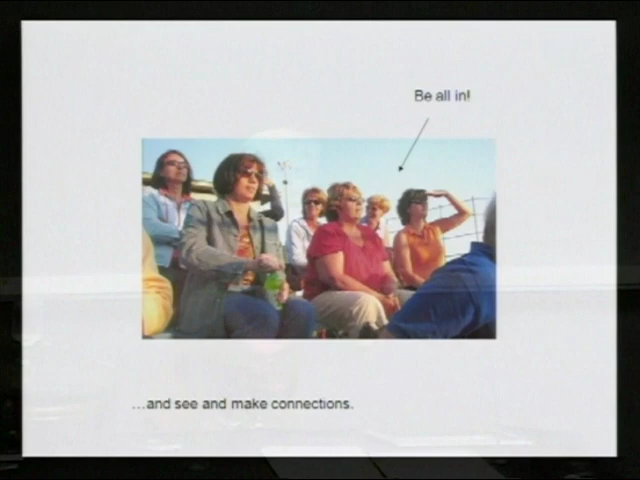 Be all in!
…and see and make connections.